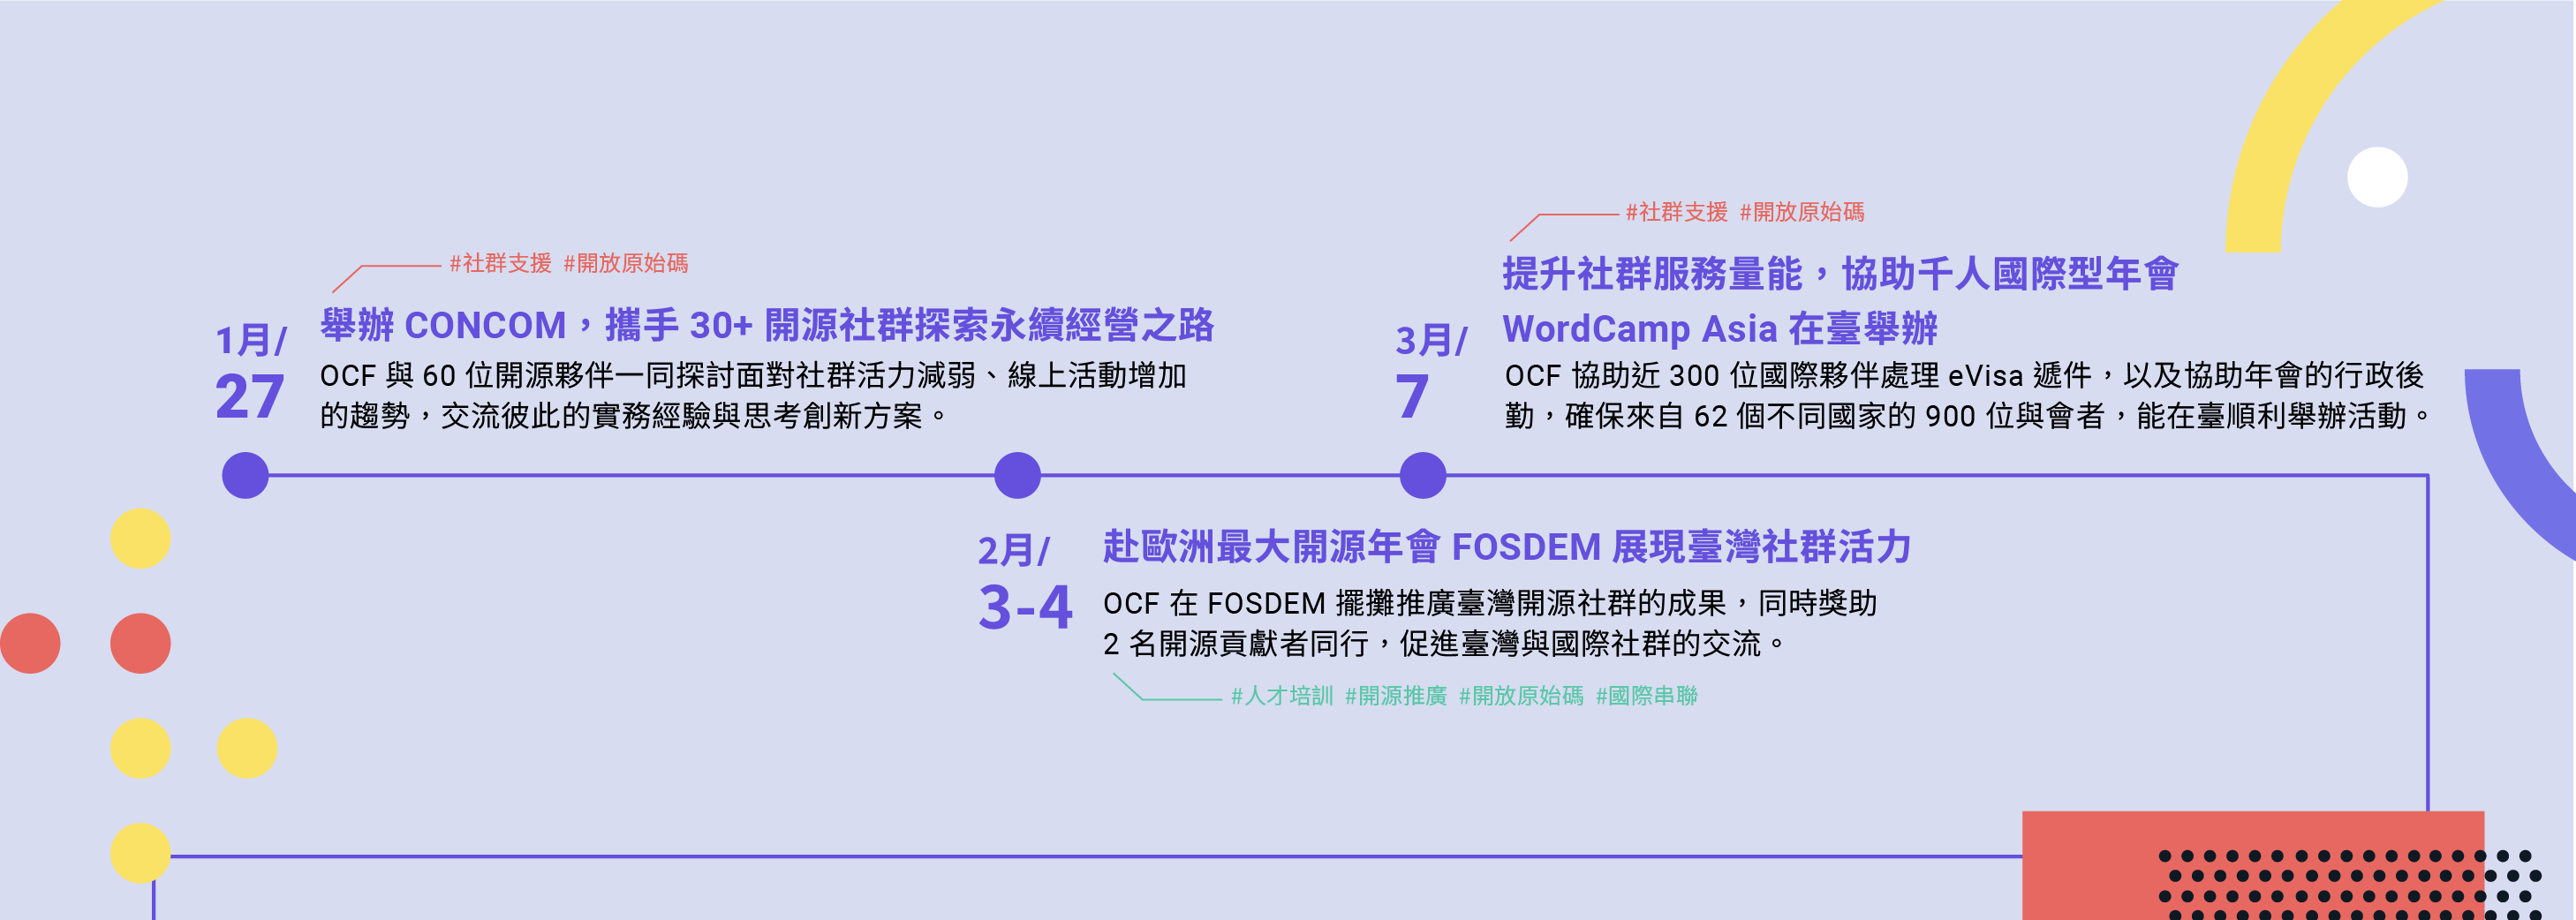 #社群支援 #開放原始碼
1月/
27
舉辦 CONCOM，攜手 30+ 開源社群探索永續經營之路
OCF 與 60 位開源夥伴一同探討面對社群活力減弱、線上活動增加
的趨勢，交流彼此的實務經驗與思考創新方案。
2月/
3-4
赴歐洲最大開源年會 FOSDEM 展現臺灣社群活力
OCF 在 FOSDEM 擺攤推廣臺灣開源社群的成果，同時獎助
2 名開源貢獻者同行，促進臺灣與國際社群的交流。
#人才培訓 #開源推廣 #開放原始碼 #國際串聯
#社群支援 #開放原始碼
3月/
7
提升社群服務量能，協助千人國際型年會
WordCamp Asia 在臺舉辦
OCF 協助近 300 位國際夥伴處理 eVisa 遞件，以及協助年會的行政後
勤，確保來自 62 個不同國家的 900 位與會者，能在臺順利舉辦活動。